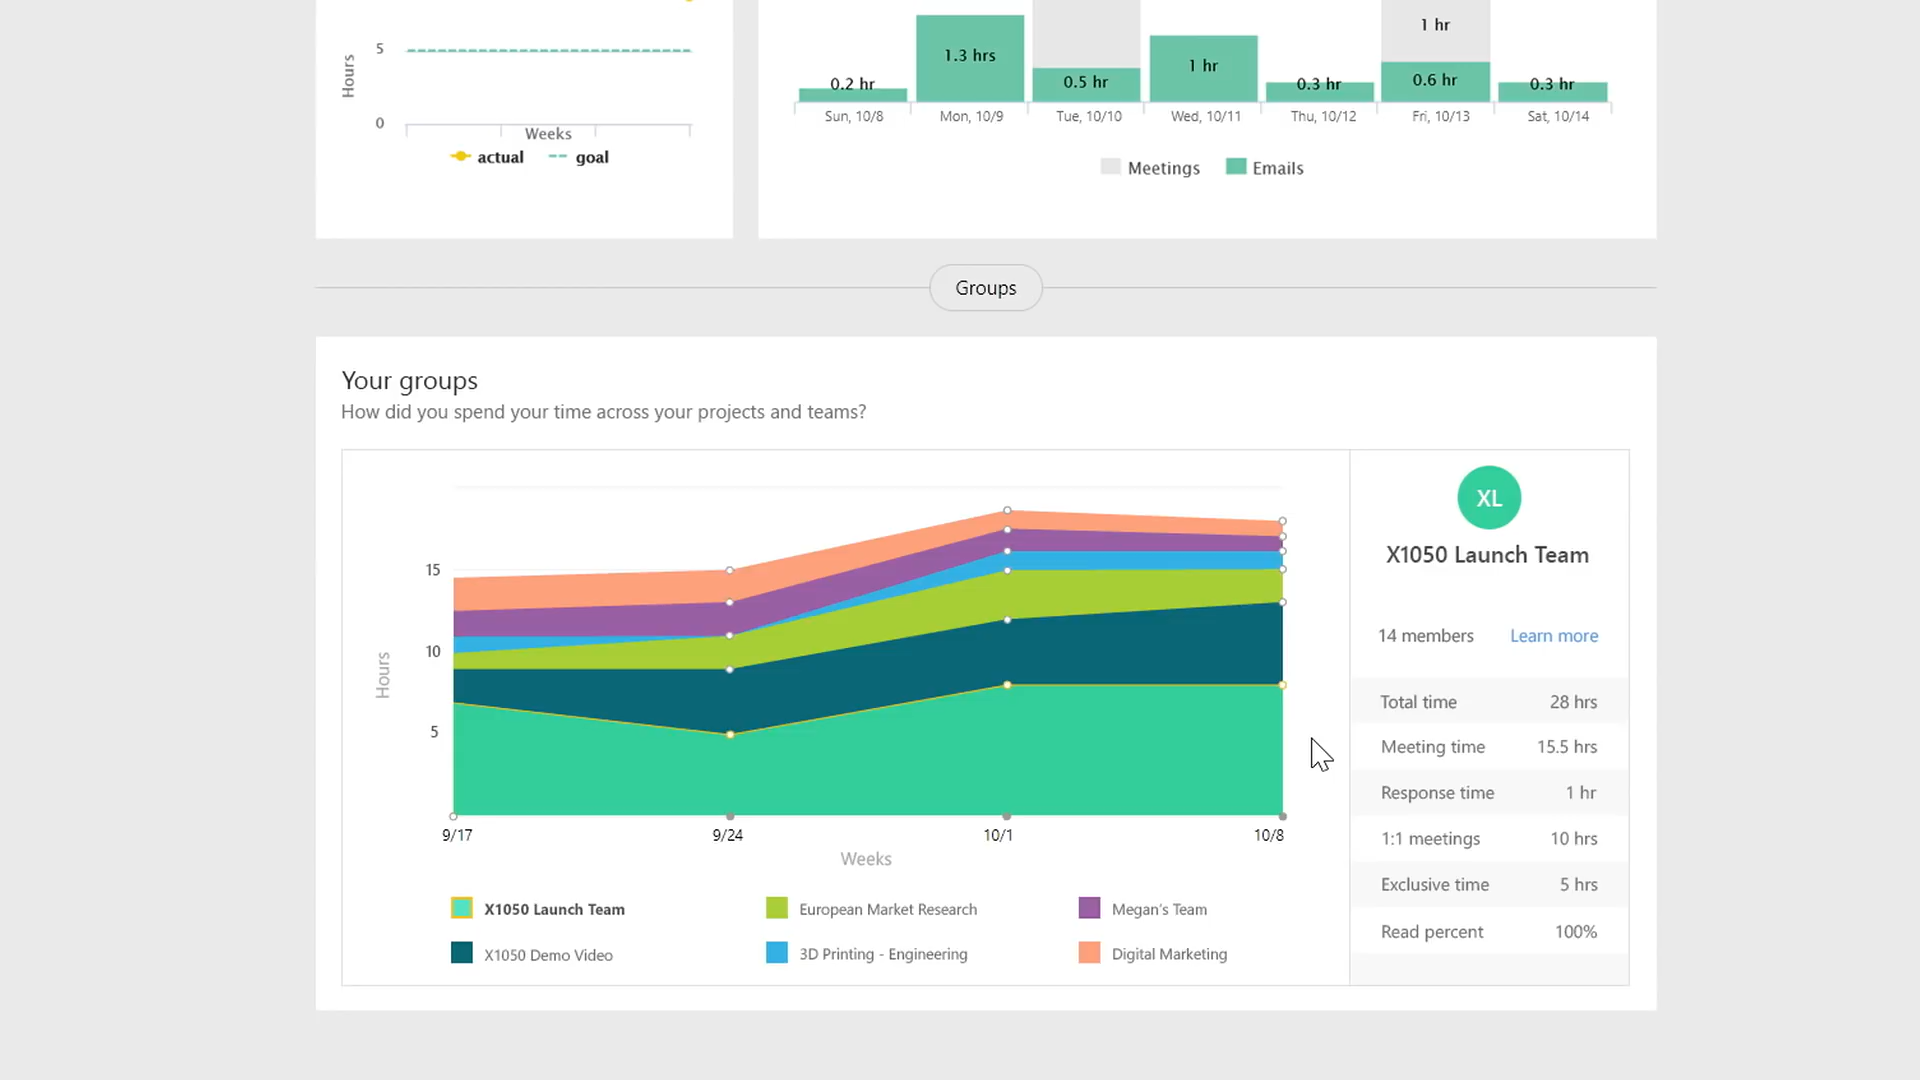 5
Hours
0
Weeks
actual
goal
1 hr
1.3 hrs
1 hr
0.2 hr
0.5 hr
0.3 hr
0.6 hr
0.3 hr
Sun, 10/8
Mon, 10/9
Tue, 10/10
Wed, 10/11
Thu, 10/12
Fri, 10/13
Sat, 10/14
Meetings
Emails
Groups
Your groups
How did you spend your time across your projects and teams?
15
10
5
Hours
9/17
9/24
10/1
10/8
Weeks
X1050 Launch Team
European Market Research
Megan's Team
X1050 Demo Video
3D Printing - Engineering
Digital Marketing
XL
X1050 Launch Team
14 members Learn more
Total time 28 hrs
Meeting time 15.5 hrs
Response time 1 hr
1:1 meetings 10 hrs
Exclusive time 5 hrs
Read percent 100%